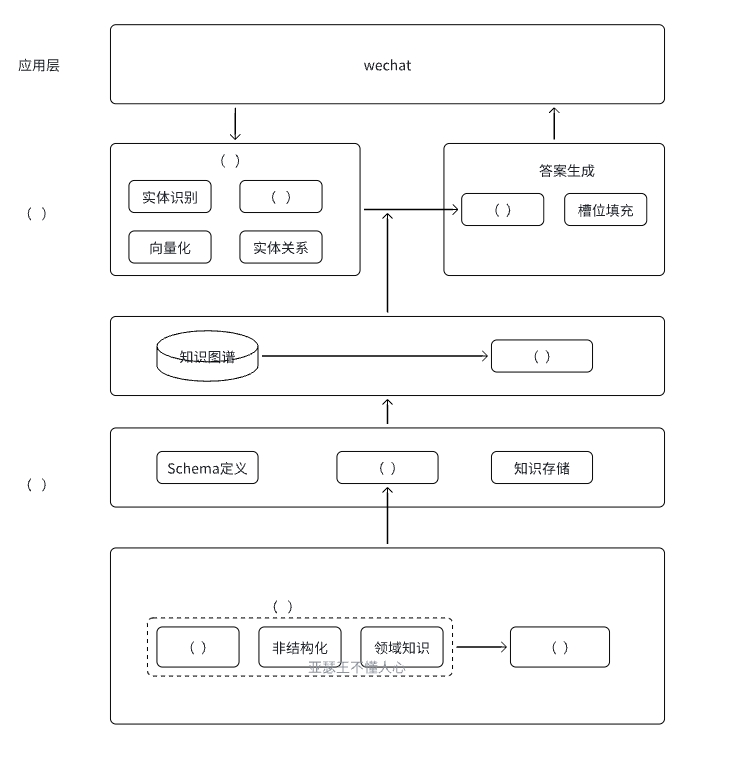 应用层
wechat
( )
( )
实体识别
( )
向量化
实体关系
答案生成
( )
槽位填充
知识图谱
( )
( )
Schema定义
( )
知识存储
( )
( )
非结构化
领域知识
( )
亚瑟王不懂人心